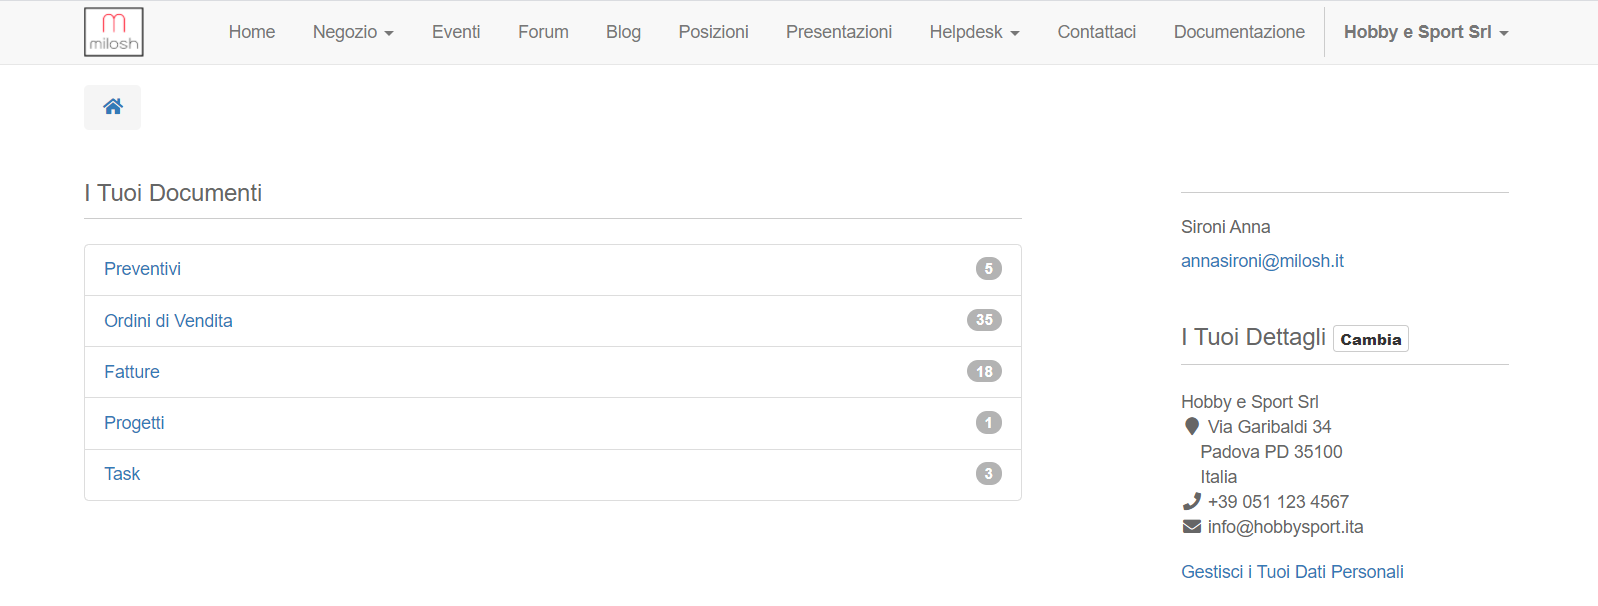 m
milosh
Home Negozio Eventi Forum Blog Posizioni Presentazioni Helpdesk Contattaci Documentazione Hobby e Sport Srl
I Tuoi Documenti
Preventivi 5
Ordini di Vendita 35
Fatture 18
Progetti 1
Task 3
Sironi Anna
annasironi@milosh.it
I Tuoi Dettagli Cambia
Hobby e Sport Srl
Via Garibaldi 34
Padova PD 35100
Italia
+39 051 123 4567
info@hobbysport.ita
Gestisci i Tuoi Dati Personali